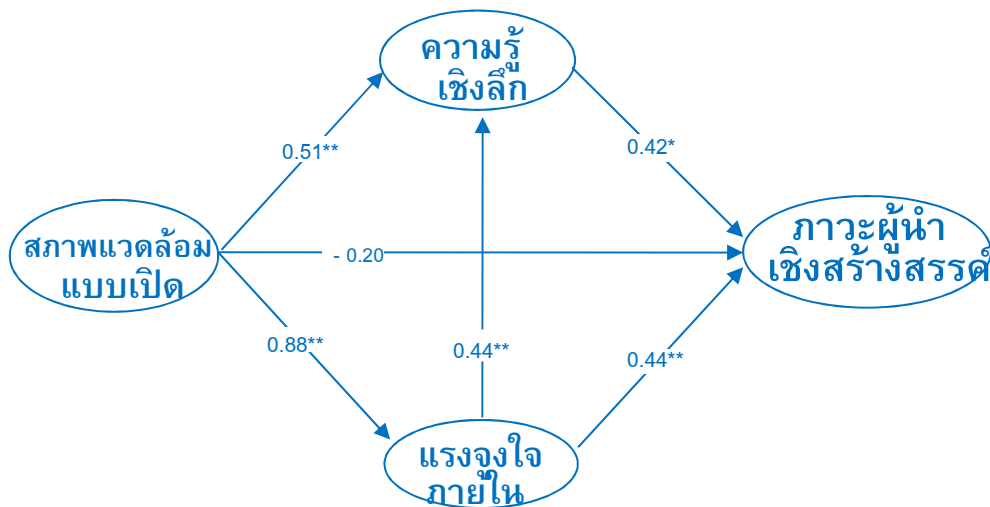 ความรู้
เชิงลึก
0.51**
0.42*
สภาพแวดล้อม
แบบเปิด
- 0.20
ภาวะผู้นำ
เชิงสร้างสรรค์
0.88**
0.44**
0.44**
แรงจูงใจ
ภายใน